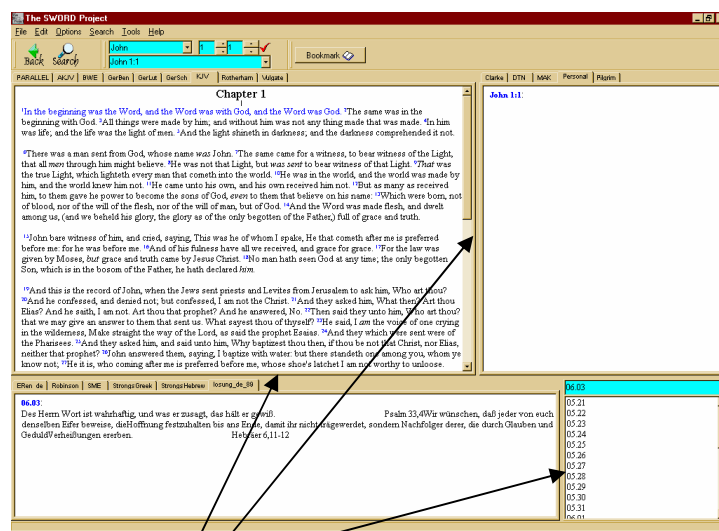 The SWORD Project
File Edit Options Search Tools Help
Back Search
John 1 1
John 1:1
Bookmark
PARALLEL AKJV BWE GerBen GerLut GerSch KJV Rotherham Vulgate
Clarke DTN MAK Personal Pilgrim
Chapter 1
1In the beginning was the Word, and the Word was with God, and the Word was God. 2The same was in the
beginning with God. 3All things were made by him; and without him was not any thing made that was made. 4In him
was life; and the life was the light of men. 5And the light shineth in darkness; and the darkness comprehended it not.
6There was a man sent from God, whose name was John. 7The same came for a witness, to bear witness of the Light,
that all men through him might believe. 8He was not that Light, but was sent to bear witness of that Light. 9That was
the true Light, which lighteth every man that cometh into the world. 10He was in the world, and the world was made by
him, and the world knew him not. 11He came unto his own, and his own received him not. 12But as many as received
him, to them gave he power to become the sons of God, even to them that believe on his name: 13Which were born, not
of blood, nor of the will of the flesh, nor of the will of man, but of God. 14And the Word was made flesh, and dwelt
among us, (and we beheld his glory, the glory as of the only begotten of the Father,) full of grace and truth.
15John bare witness of him, and cried, saying, This was he of whom I spake, He that cometh after me is preferred
before me: for he was before me. 16And of his fulness have all we received, and grace for grace. 17For the law was
given by Moses, but grace and truth came by Jesus Christ. 18No man hath seen God at any time; the only begotten
Son, which is in the bosom of the Father, he hath declared him.
19And this is the record of John, when the Jews sent priests and Levites from Jerusalem to ask him, Who art thou?
20And he confessed, and denied not; but confessed, I am not the Christ. 21And they asked him, What then? Art thou
Elias? And he saith, I am not. Art thou that prophet? And he answered, No. 22Then said they unto him, Who art thou?
that we may give an answer to them that sent us. What sayest thou of thyself? 23He said, I am the voice of one crying
in the wilderness, Make straight the way of the Lord, as said the prophet Esaias. 24And they which were sent were of
the Pharisees. 25And they asked him, and said unto him, Why baptizest thou then, if thou be not that Christ, nor Elias,
neither that prophet? 26John answered them, saying, I baptize with water: but there standeth one among you, whom ye
know not; 27He it is, who coming after me is preferred before me, whose shoe's latchet I am not worthy to unloose.
John 1:1:
ERen_de Robinson SME StrongsGreek StrongsHebrew losung_de_99
06.03:
Des Herrn Wort ist wahrhaftig, und was er zusagt, das hält er gewiß. Psalm 33,4Wir wünschen, daß jeder von euch
denselben Eifer beweise, dieHoffnung festzuhalten bis ans Ende, damit ihr nicht trägewerdet, sondern Nachfolger derer, die durch Glauben und
GeduldVerheißungen ererben. Hebräer 6,11-12
06.03
05.21
05.22
05.23
05.24
05.25
05.26
05.27
05.28
05.29
05.30
05.31
06.01